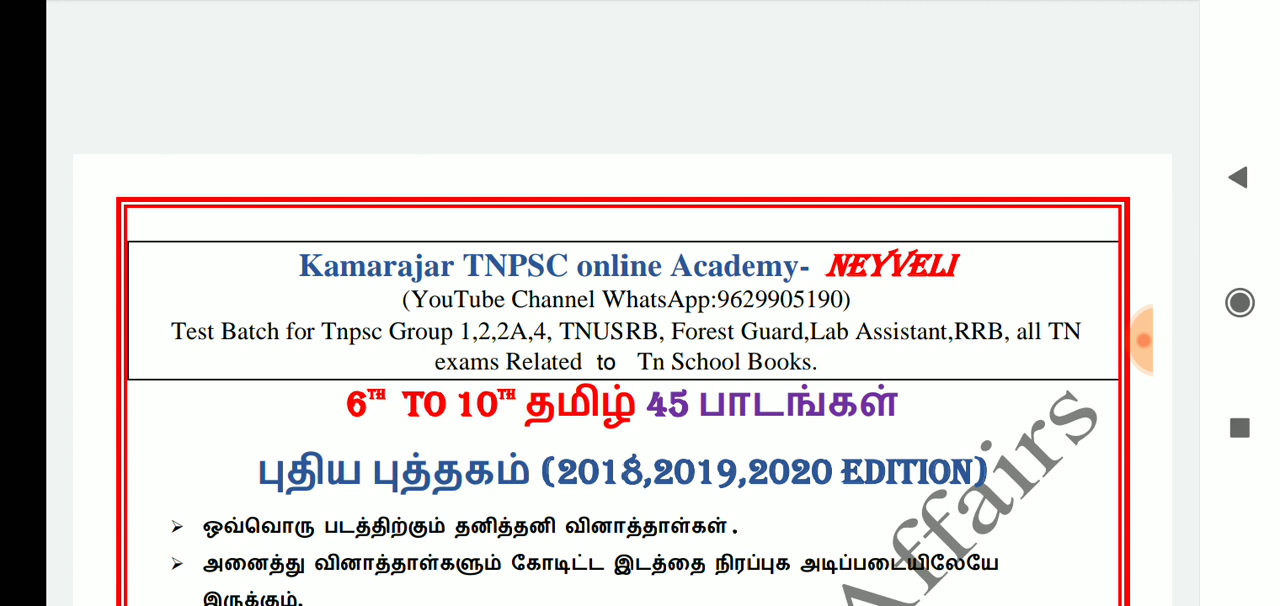 Kamarajar TNPSC online Academy- NEYVELI
(YouTube Channel WhatsApp:9629905190)
Test Batch for Tnpsc Group 1,2,2A,4, TNUSRB, Forest Guard,Lab Assistant,RRB, all TN
exams Related to Tn School Books.
6TH TO 10TH தமிழ் 45 பாடங்கள்
புதிய புத்தகம் (2018,2019,2020 EDITION)
➢ ஒவ்வொரு படத்திற்கும் தனித்தனி வினாத்தாள்கள் .
➢ அனைத்து வினாத்தாள்களும் கோடிட்ட இடத்தை நிரப்புக அடிப்படையிலேயே
இருக்கும்.
Affairs